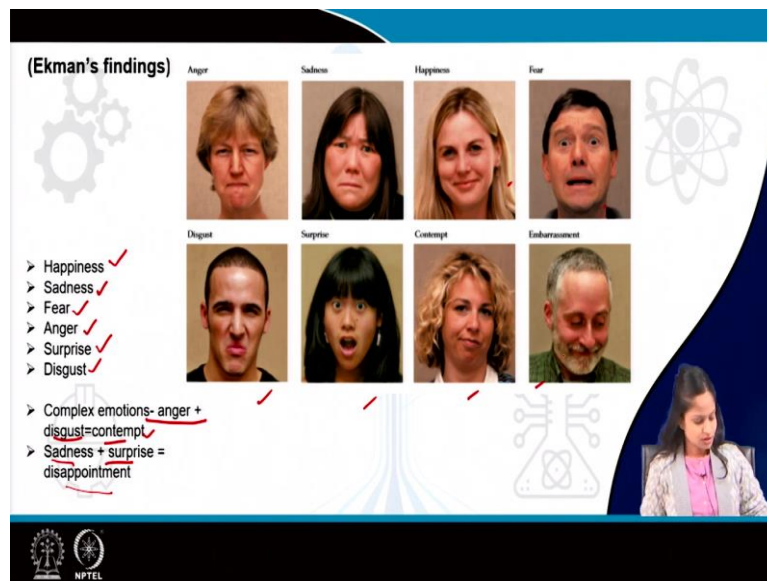 (Ekman's findings)
Anger
Sadness
Happiness
Fear
Disgust
Surprise
Contempt
Embarrassment
➢ Happiness
➢ Sadness
➢ Fear
➢ Anger
➢ Surprise
➢ Disgust
➢ Complex emotions- anger +
disgust=contempt
➢ Sadness + surprise =
disappointment
NPTEL